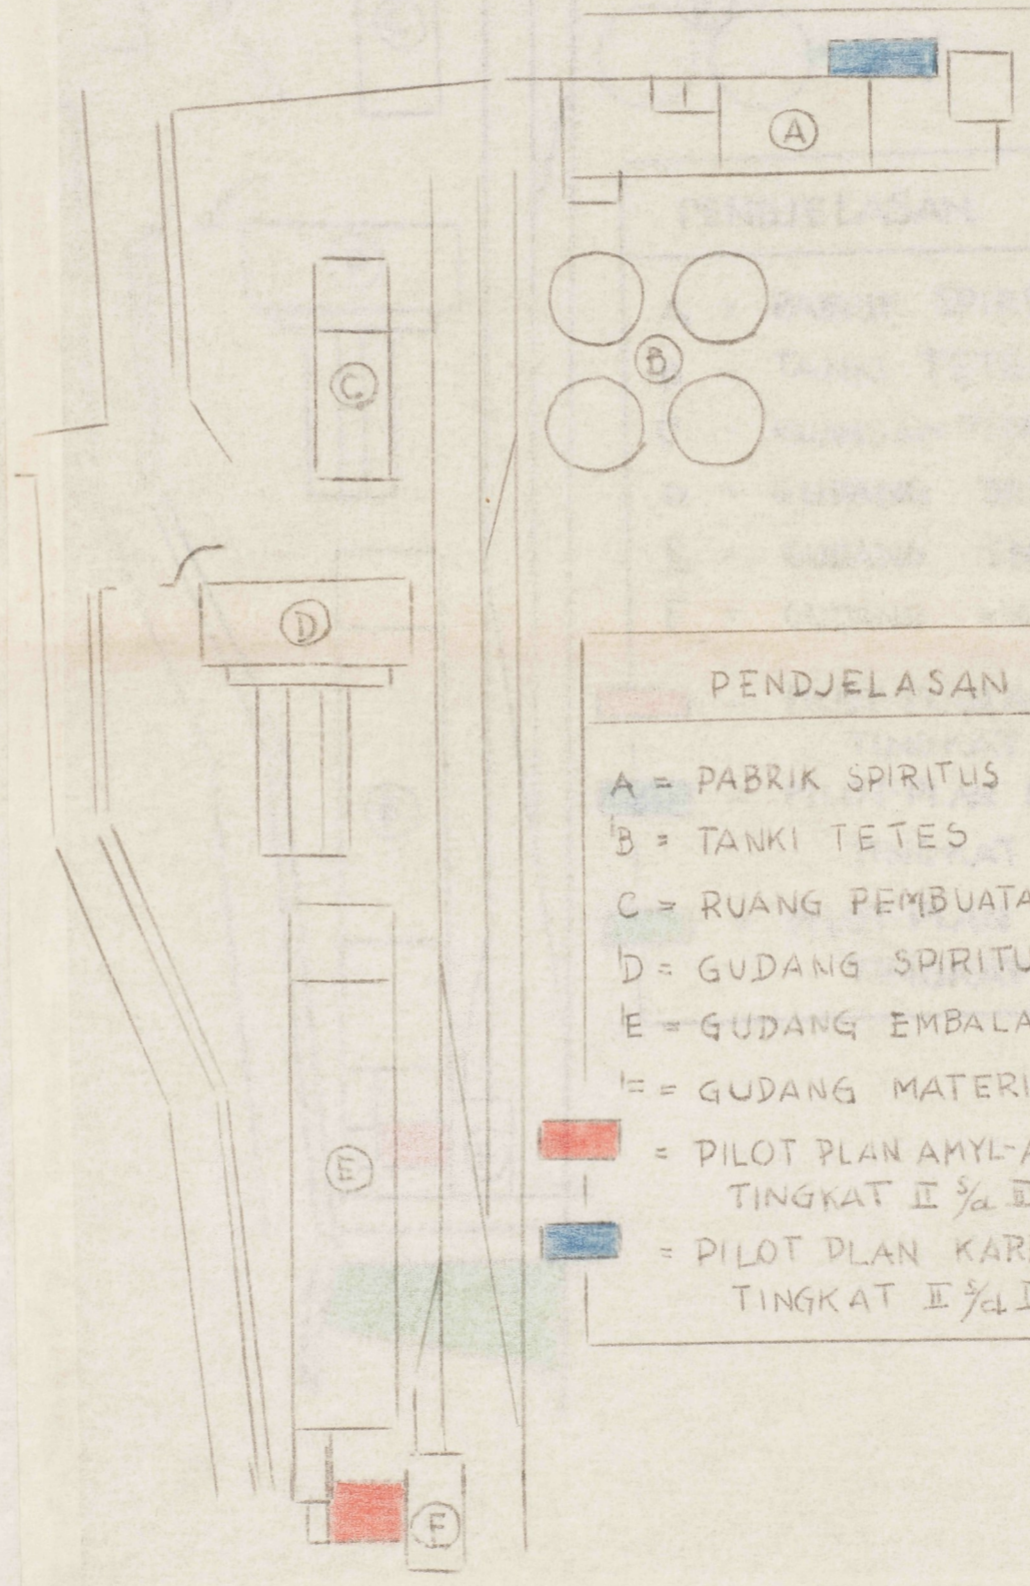 A
C
B
D
PENDJELASAN
A = PABRIK SPIRITUS
B = TANKI TETES
C = RUANG PEMBUATA
D = GUDANG SPIRITU
E = GUDANG EMBALA
= GUDANG MATERI
= PILOT PLAN AMYL-A
TINGKAT II s/d
= PILOT PLAN KAR
TINGKAT II s/d
E
F